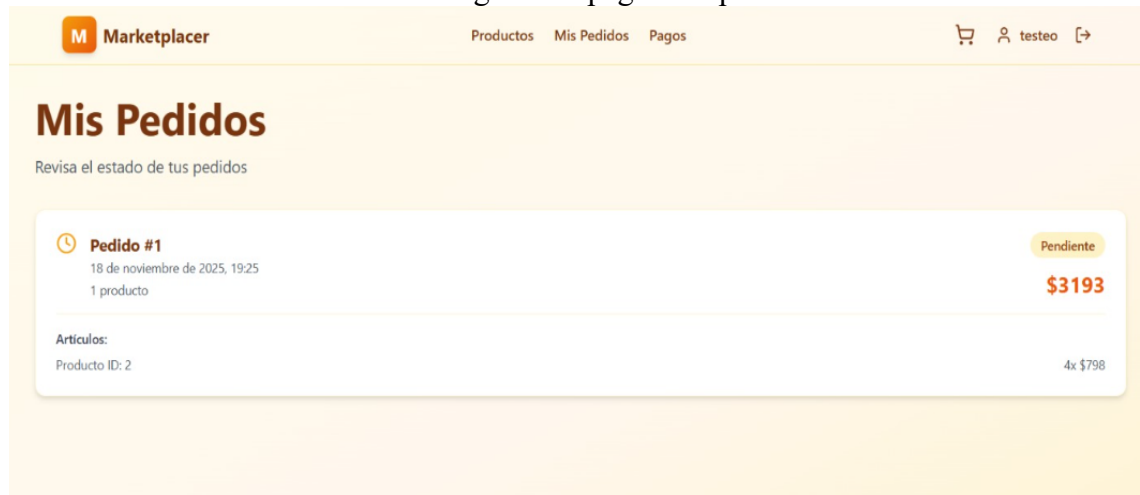 M Marketplacer Productos Mis Pedidos Pagos testeo
Mis Pedidos
Revisa el estado de tus pedidos
Pedido #1 Pendiente
18 de noviembre de 2025, 19:25
1 producto $3193
Artículos:
Producto ID: 2 4x $798